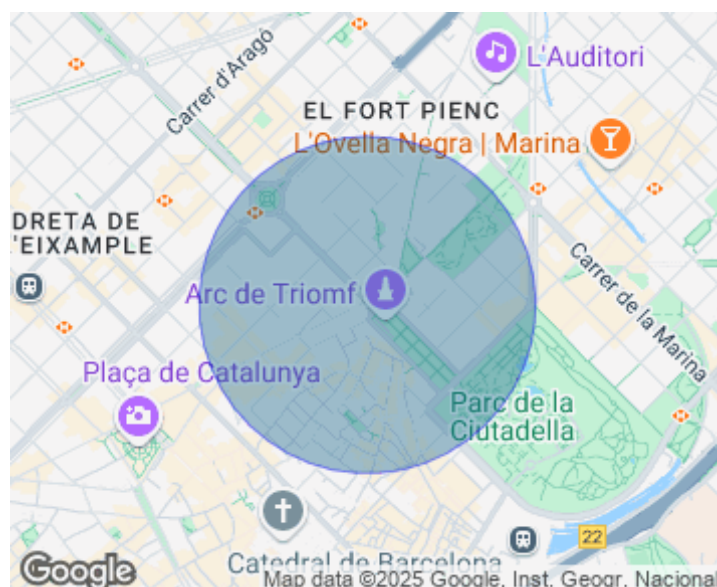 L'Auditori
Carrer d'Aragó
EL FORT PIENC
L'Ovella Negra | Marina
DRETA DE
'EIXAMPLE
Carrer de la Marina
Arc de Triomf
Plaça de Catalunya
Parc de la
Ciutadella
22
Catedral de Barcelona
Google
Map data ©2025 Google, Inst. Geogr. Nacional